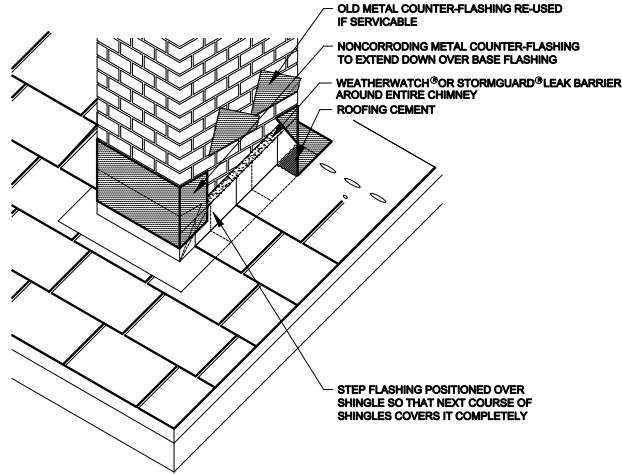 OLD METAL COUNTER-FLASHING RE-USED
IF SERVICABLE
NONCORRODING METAL COUNTER-FLASHING
TO EXTEND DOWN OVER BASE FLASHING
WEATHERWATCH®OR STORMGUARD®LEAK BARRIER
AROUND ENTIRE CHIMNEY
ROOFING CEMENT
STEP FLASHING POSITIONED OVER
SHINGLE SO THAT NEXT COURSE OF
SHINGLES COVERS IT COMPLETELY